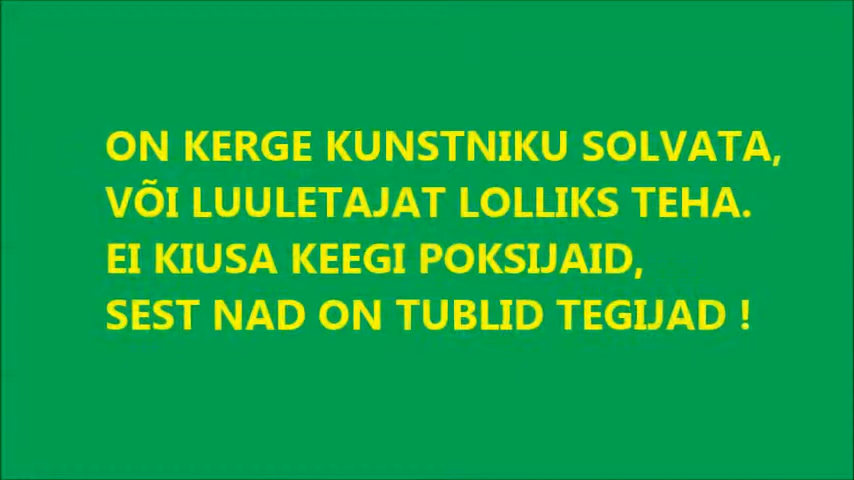 ON KERGE KUNSTNIKU SOLVATA,
VÕI LUULETAJAT LOLLIKS TEHA.
EI KIUSA KEEGI POKSIJAID,
SEST NAD ON TUBLID TEGIJAD !